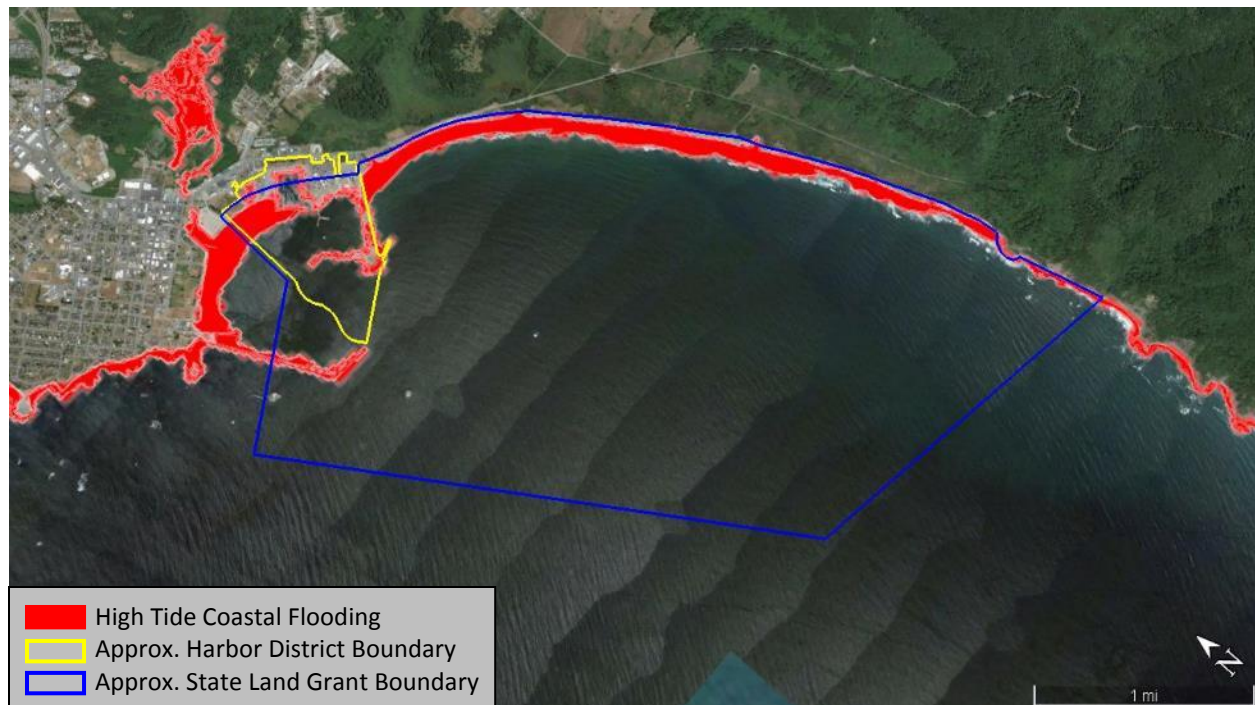 High Tide Coastal Flooding
Approx. Harbor District Boundary
Approx. State Land Grant Boundary
N
1 mi